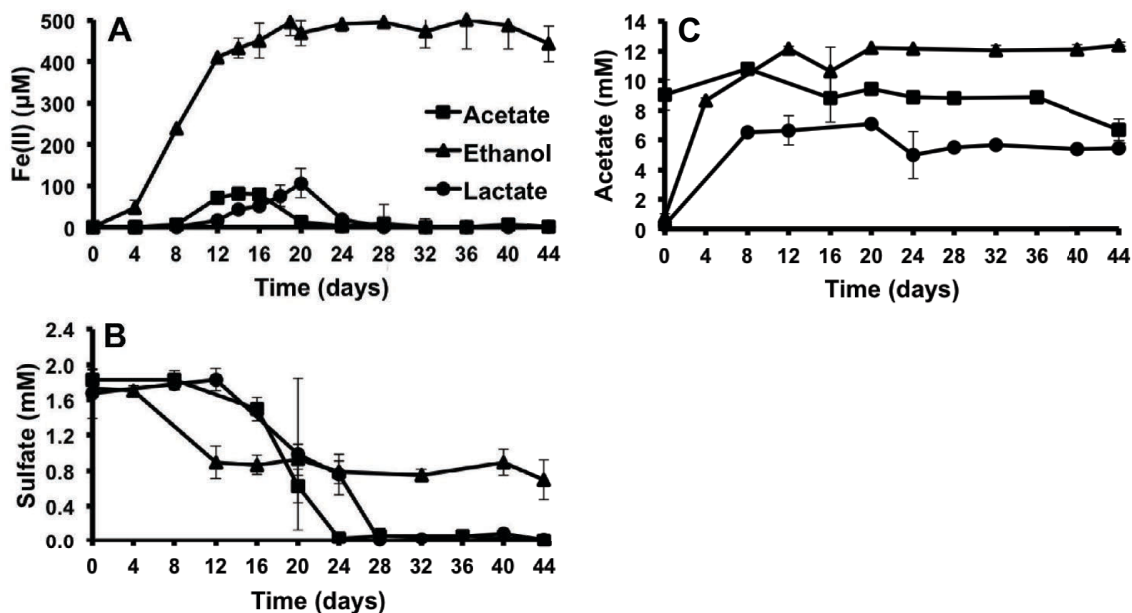 A
Fe(II) (µM)
500
400
300
200
100
0
Acetate
Ethanol
Lactate
0 4 8 12 16 20 24 28 32 36 40 44
Time (days)
C
Acetate (mM)
14
12
10
8
6
4
2
0
0 4 8 12 16 20 24 28 32 36 40 44
Time (days)
B
Sulfate (mM)
2.4
2.0
1.6
1.2
0.8
0.4
0.0
0 4 8 12 16 20 24 28 32 36 40 44
Time (days)